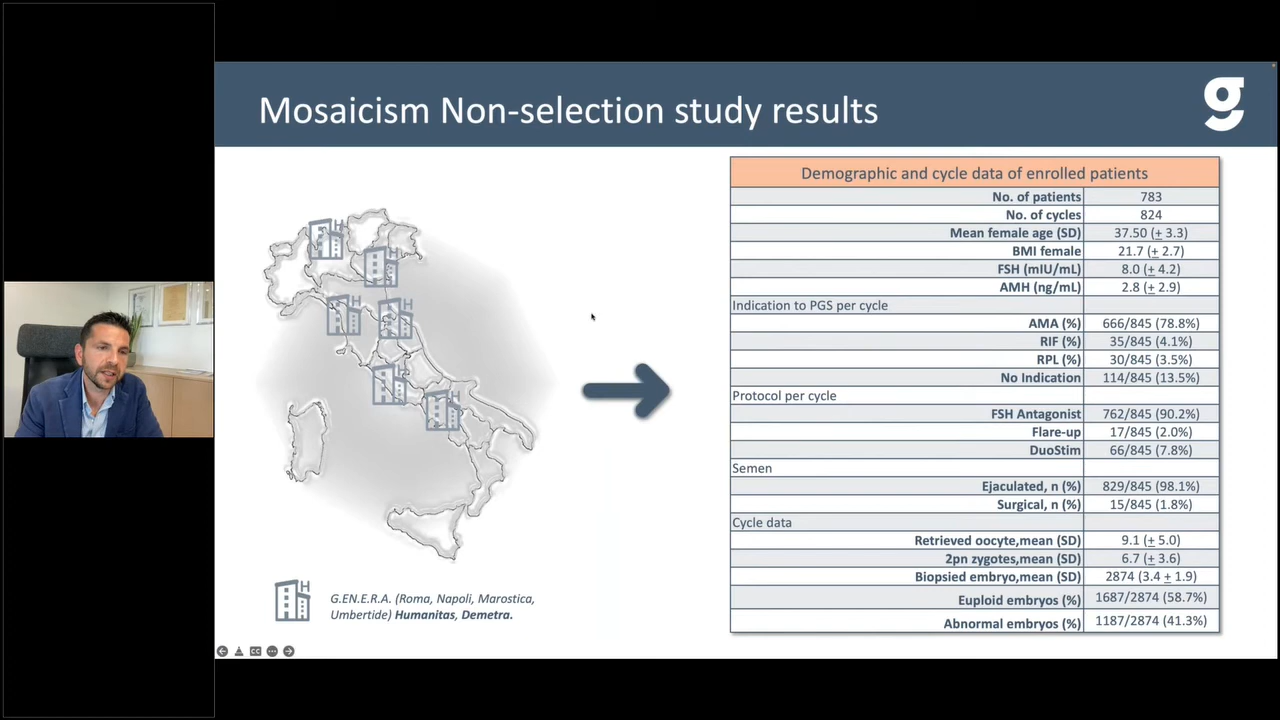 Mosaicism Non-selection study results
g
Demographic and cycle data of enrolled patients
No. of patients 783
No. of cycles 824
Mean female age (SD) 37.50 (± 3.3)
BMI female 21.7 (± 2.7)
FSH (mIU/mL) 8.0 (± 4.2)
AMH (ng/mL) 2.8 (± 2.9)
Indication to PGS per cycle
AMA (%) 666/845 (78.8%)
RIF (%) 35/845 (4.1%)
RPL (%) 30/845 (3.5%)
No Indication 114/845 (13.5%)
Protocol per cycle
FSH Antagonist 762/845 (90.2%)
Flare-up 17/845 (2.0%)
DuoStim 66/845 (7.8%)
Semen
Ejaculated, n (%) 829/845 (98.1%)
Surgical, n (%) 15/845 (1.8%)
Cycle data
Retrieved oocyte,mean (SD) 9.1 (± 5.0)
2pn zygotes,mean (SD) 6.7 (± 3.6)
Biopsied embryo,mean (SD) 2874 (3.4 ± 1.9)
Euploid embryos (%) 1687/2874 (58.7%)
Abnormal embryos (%) 1187/2874 (41.3%)
H
H
H
H
H
H
H
G.EN.E.R.A. (Roma, Napoli, Marostica,
Umbertide) Humanitas, Demetra.
CC